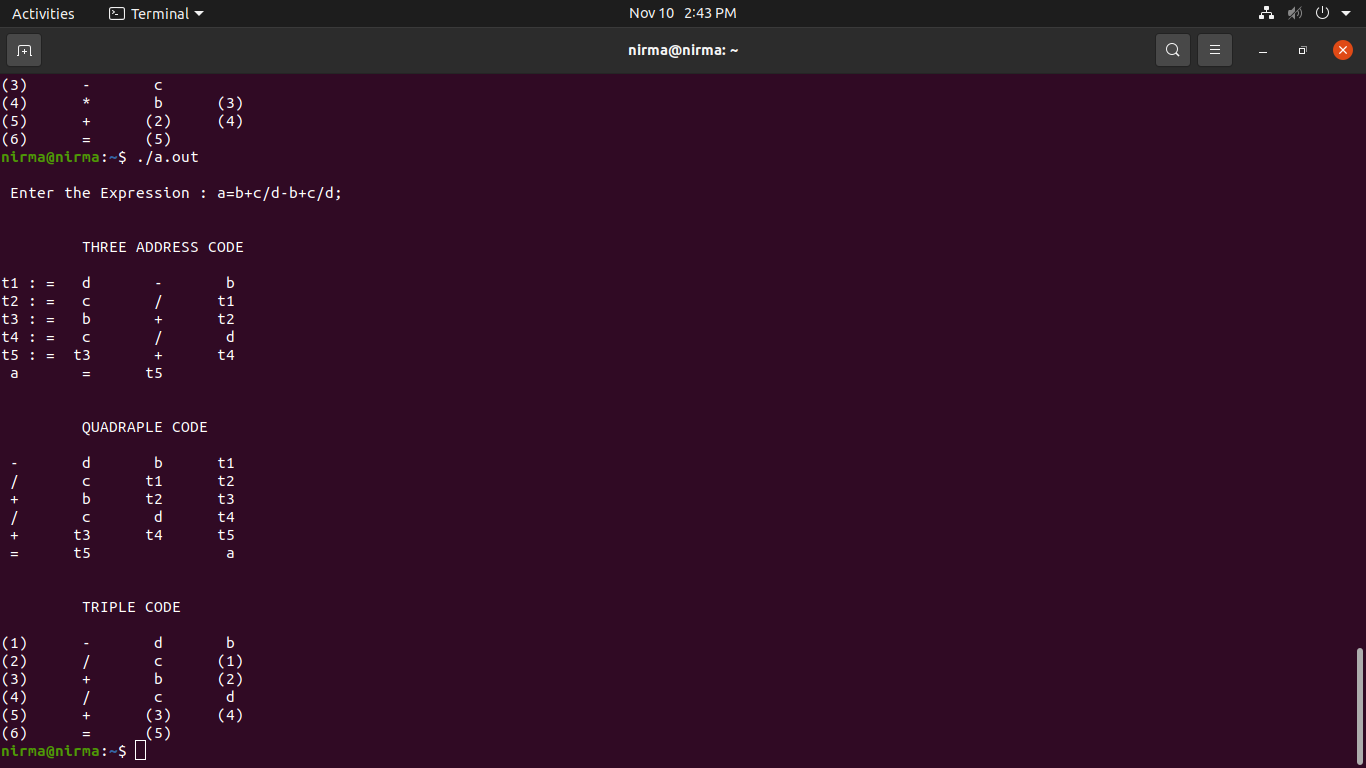 Activities Terminal Nov 10 2:43 PM
nirma@nirma: ~
(3) - c
(4) * b (3)
(5) + (2) (4)
(6) = (5)
nirma@nirma:~$ ./a.out
Enter the Expression : a=b+c/d-b+c/d;
THREE ADDRESS CODE
t1 : = d - b
t2 : = c / t1
t3 : = b + t2
t4 : = c / d
t5 : = t3 + t4
a = t5
QUADRAPLE CODE
- d b t1
/ c t1 t2
+ b t2 t3
/ c d t4
+ t3 t4 t5
= t5 a
TRIPLE CODE
(1) - d b
(2) / c (1)
(3) + b (2)
(4) / c d
(5) + (3) (4)
(6) = (5)
nirma@nirma:~$